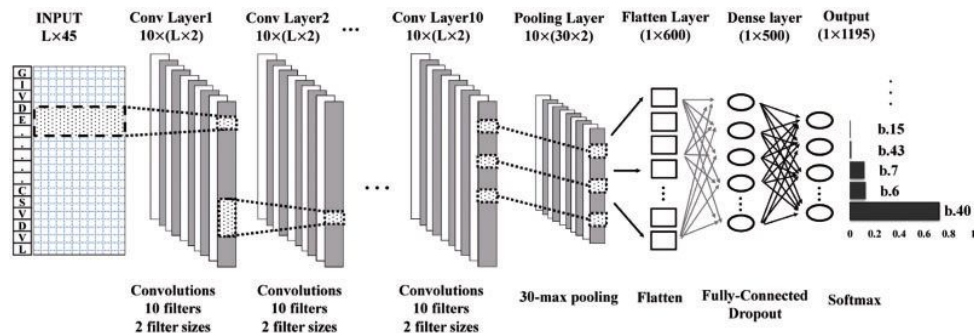 INPUT
L×45
Conv Layer1
10×(L×2)
Conv Layer2
10×(L×2)
...
Conv Layer10
10×(L×2)
Pooling Layer
10×(30×2)
Flatten Layer
(1×600)
Dense layer
(1×500)
Output
(1×1195)
G
I
V
D
E
.
.
.
.
.
C
S
V
D
V
L
...
b.15
b.43
b.7
b.6
b.40
0 0.2 0.4 0.6 0.8 1
Convolutions
10 filters
2 filter sizes
Convolutions
10 filters
2 filter sizes
Convolutions
10 filters
2 filter sizes
30-max pooling
Flatten
Fully-Connected
Dropout
Softmax